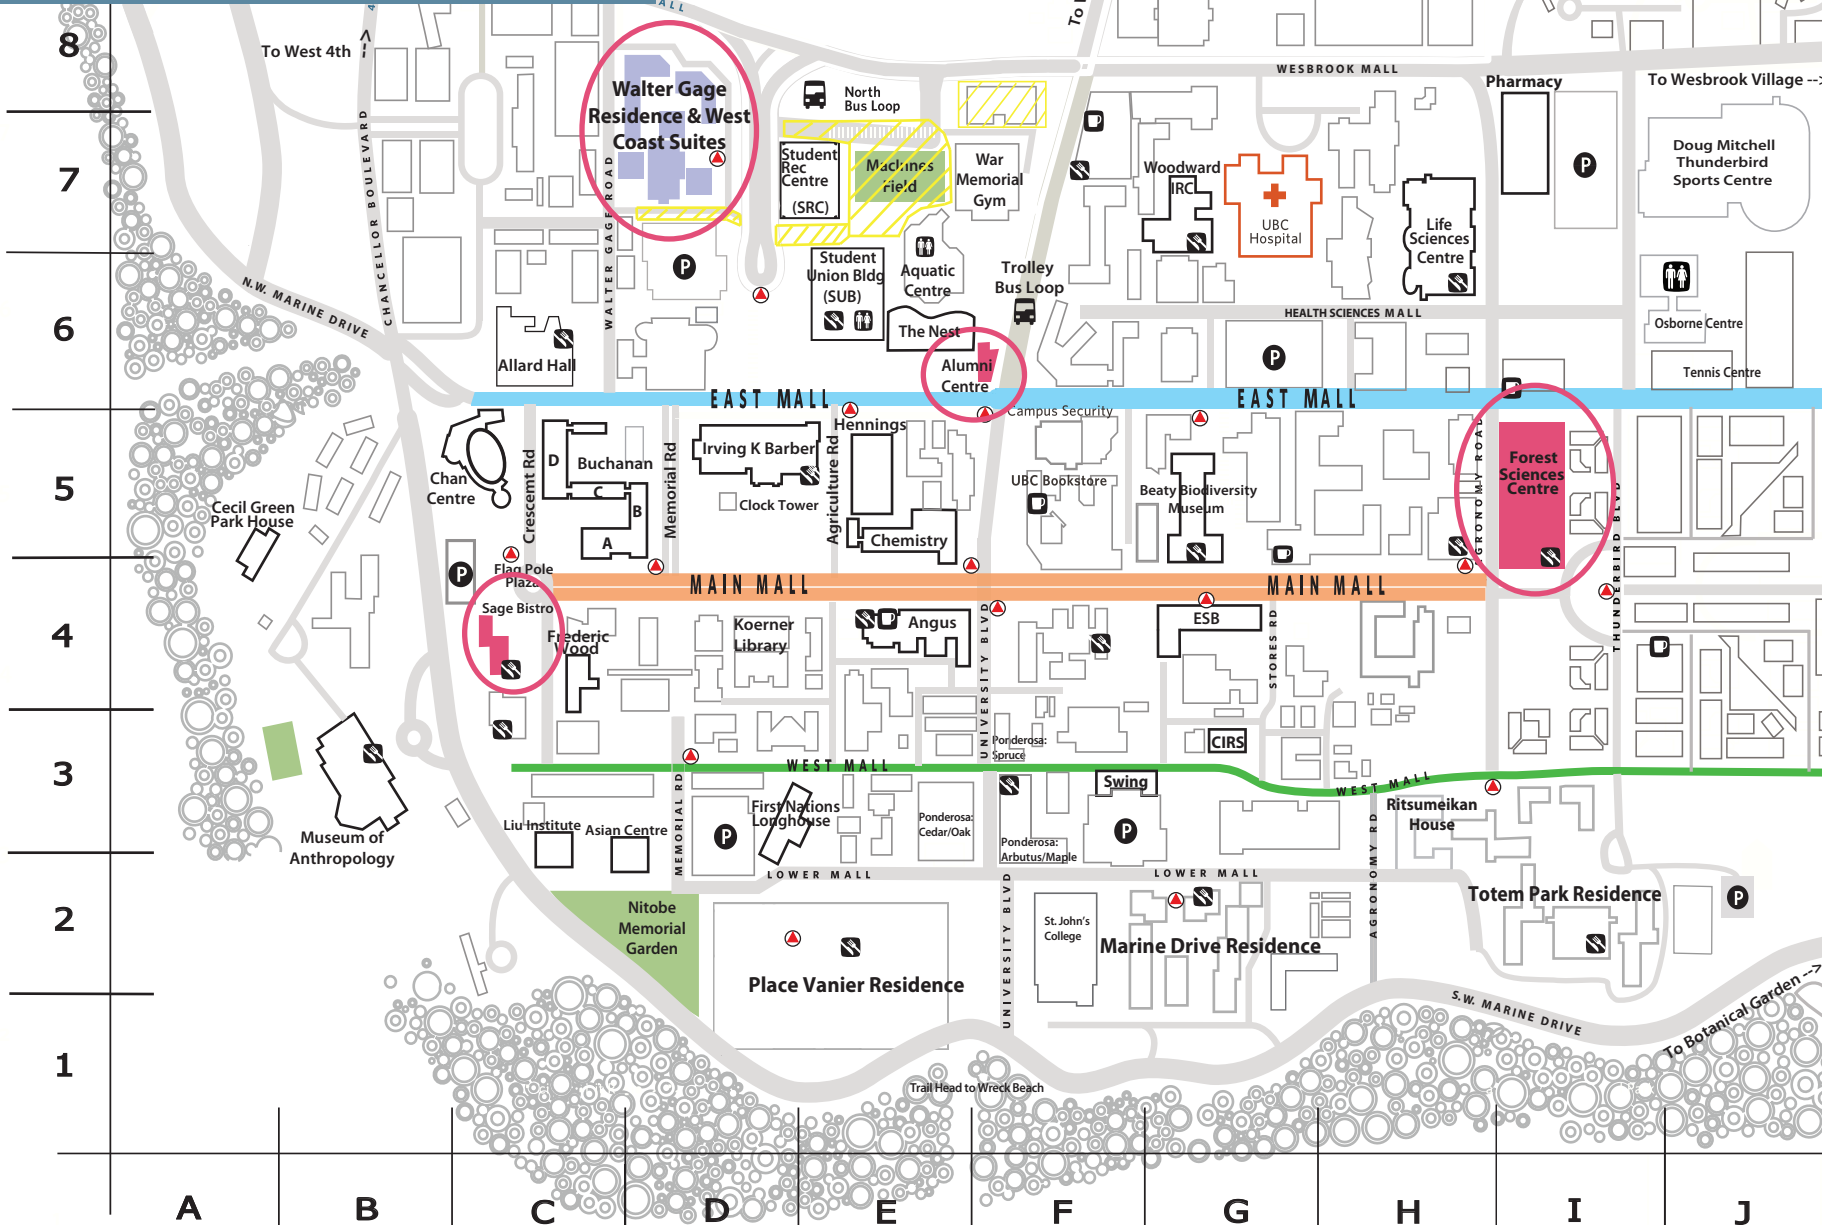 8
7
6
5
4
3
2
1
A
B
C
D
E
F
G
H
I
J
To West 4th -->
4
ALL
To
WESBROOK MALL
Pharmacy
To Wesbrook Village -->
Walter Gage
Residence & West
Coast Suites
North
Bus Loop
Student
Rec
Centre
(SRC)
MacInnes
Field
War
Memorial
Gym
Woodward
IRC
UBC
Hospital
Life
Sciences
Centre
P
Doug Mitchell
Thunderbird
Sports Centre
CHANCELLOR BOULEVARD
WALTER GAGE ROAD
N.W. MARINE DRIVE
P
Student
Union Bldg
(SUB)
Aquatic
Centre
Trolley
Bus Loop
The Nest
Alumni
Centre
Allard Hall
HEALTH SCIENCES MALL
P
Osborne Centre
Tennis Centre
EAST MALL
EAST MALL
Campus Security
Hennings
Chan
Centre
Crescemt Rd
D
Buchanan
C
B
A
Memorial Rd
Irving K Barber
Clock Tower
Agriculture Rd
Chemistry
UBC Bookstore
Beaty Biodiversity
Museum
AGRONOMY ROAD
Forest
Sciences
Centre
THUNDERBIRD BLVD
Cecil Green
Park House
P
Flag Pole
Plaza
MAIN MALL
MAIN MALL
Sage Bistro
Frederic
Wood
Koerner
Library
Angus
UNIVERSITY BLVD
ESB
STORES RD
CIRS
Ponderosa:
Spruce
WEST MALL
WEST MALL
Museum of
Anthropology
Liu Institute
Asian Centre
MEMORIAL RD
P
First Nations
Longhouse
Ponderosa:
Cedar/Oak
Ponderosa:
Arbutus/Maple
Swing
P
Ritsumeikan
House
AGRONOMY RD
LOWER MALL
LOWER MALL
Nitobe
Memorial
Garden
Place Vanier Residence
UNIVERSITY BLVD
St. John's
College
Marine Drive Residence
Totem Park Residence
P
S.W. MARINE DRIVE
To Botanical Garden -->
Trail Head to Wreck Beach